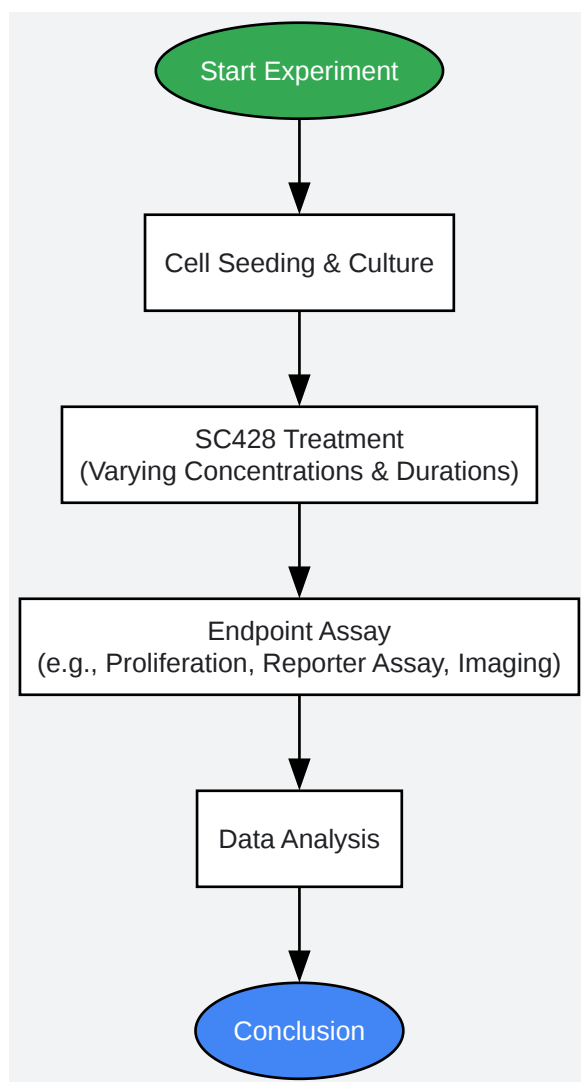 Start Experiment
Cell Seeding & Culture
SC428 Treatment
(Varying Concentrations & Durations)
Endpoint Assay
(e.g., Proliferation, Reporter Assay, Imaging)
Data Analysis
Conclusion